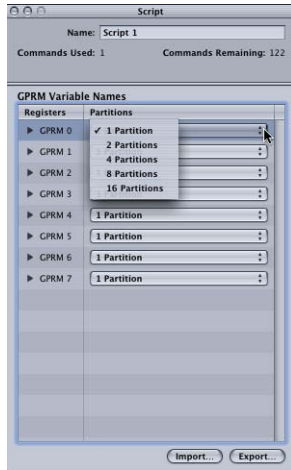 Script
Name: Script 1
Commands Used: 1 Commands Remaining: 122
GPRM Variable Names
Registers Partitions
GPRM 0 ✓ 1 Partition
2 Partitions
GPRM 1
4 Partitions
GPRM 2 8 Partitions
GPRM 3 16 Partitions
GPRM 4 1 Partition
GPRM 5 1 Partition
GPRM 6 1 Partition
GPRM 7 1 Partition
Import... Export...